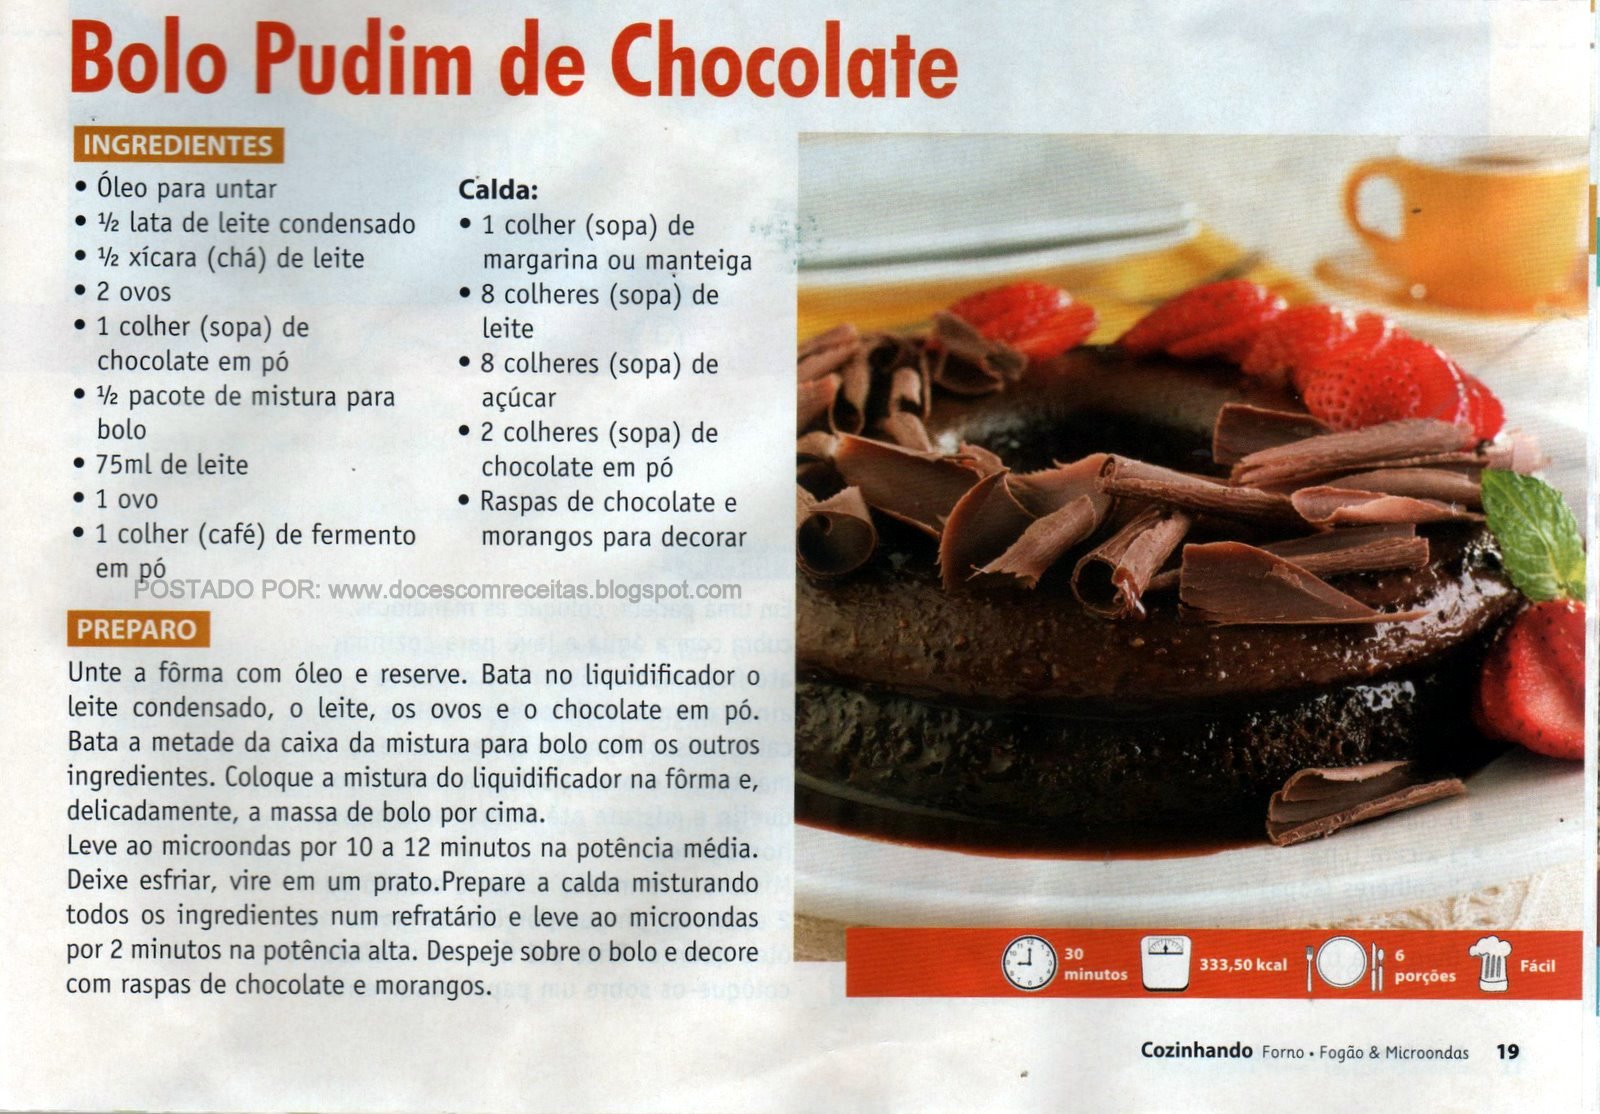 Bolo Pudim de Chocolate
INGREDIENTES
• Óleo para untar
• ½ lata de leite condensado
• ½ xícara (chá) de leite
• 2 ovos
• 1 colher (sopa) de
chocolate em pó
• ½ pacote de mistura para
bolo
• 75ml de leite
• 1 ovo
• 1 colher (café) de fermento
em pó
Calda:
• 1 colher (sopa) de
margarina ou manteiga
• 8 colheres (sopa) de
leite
• 8 colheres (sopa) de
açúcar
• 2 colheres (sopa) de
chocolate em pó
• Raspas de chocolate e
morangos para decorar
POSTADO POR: www.docescomreceitas.blogspot.com
PREPARO
Unte a fôrma com óleo e reserve. Bata no liquidificador o
leite condensado, o leite, os ovos e o chocolate em pó.
Bata a metade da caixa da mistura para bolo com os outros
ingredientes. Coloque a mistura do liquidificador na fôrma e,
delicadamente, a massa de bolo por cima.
Leve ao microondas por 10 a 12 minutos na potência média.
Deixe esfriar, vire em um prato.Prepare a calda misturando
todos os ingredientes num refratário e leve ao microondas
por 2 minutos na potência alta. Despeje sobre o bolo e decore
com raspas de chocolate e morangos.
30
minutos
333,50 kcal
6
porções
Fácil
Cozinhando Forno • Fogão & Microondas 19